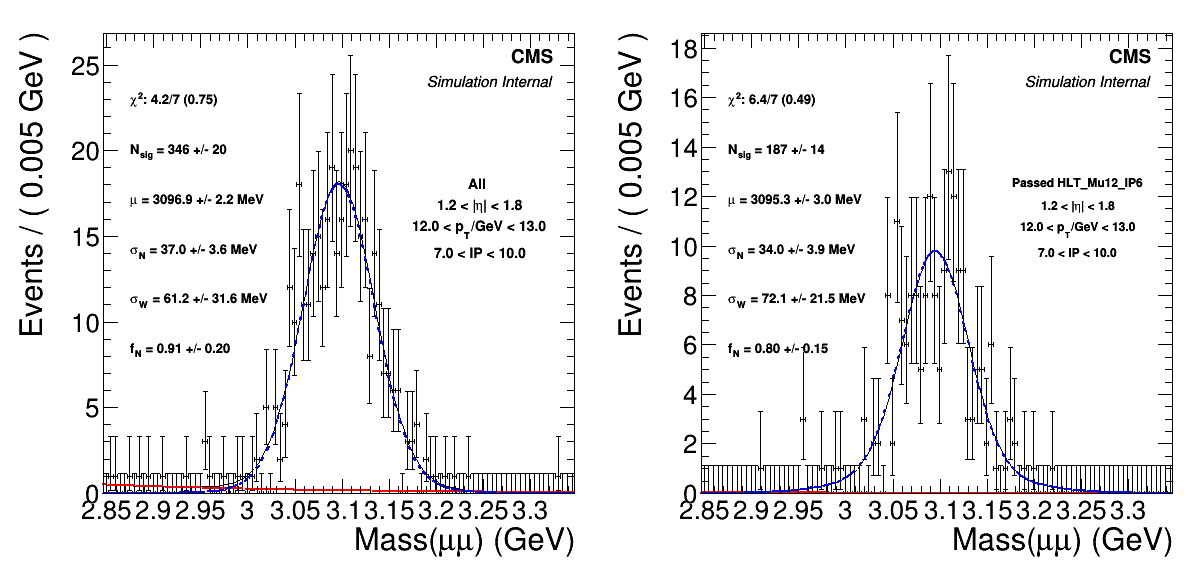 Events / ( 0.005 GeV )
25
20
15
10
5
0
CMS
Simulation Internal
χ²: 4.2/7 (0.75)
N_sig = 346 +/- 20
μ = 3096.9 +/- 2.2 MeV
σ_N = 37.0 +/- 3.6 MeV
σ_W = 61.2 +/- 31.6 MeV
f_N = 0.91 +/- 0.20
All
1.2 < |η| < 1.8
12.0 < p_T/GeV < 13.0
7.0 < IP < 10.0
2.85 2.9 2.95 3 3.05 3.1 3.15 3.2 3.25 3.3
Mass(μμ) (GeV)
Events / ( 0.005 GeV )
18
16
14
12
10
8
6
4
2
0
CMS
Simulation Internal
χ²: 6.4/7 (0.49)
N_sig = 187 +/- 14
μ = 3095.3 +/- 3.0 MeV
σ_N = 34.0 +/- 3.9 MeV
σ_W = 72.1 +/- 21.5 MeV
f_N = 0.80 +/- 0.15
Passed HLT_Mu12_IP6
1.2 < |η| < 1.8
12.0 < p_T/GeV < 13.0
7.0 < IP < 10.0
2.85 2.9 2.95 3 3.05 3.1 3.15 3.2 3.25 3.3
Mass(μμ) (GeV)